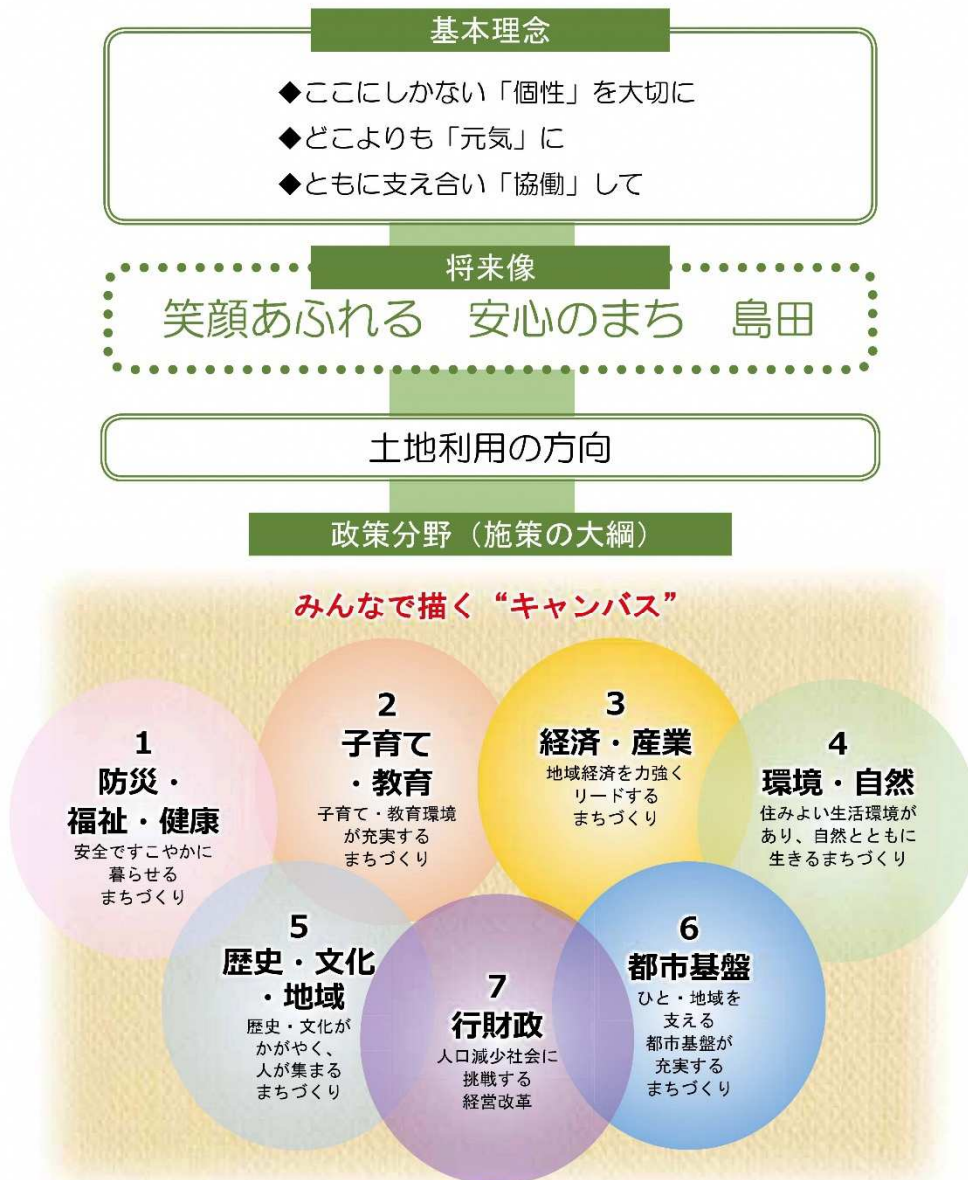 基本理念
◆ここにしかない「個性」を大切に
◆どこよりも「元気」に
◆ともに支え合い「協働」して
将来像
笑顔あふれる　安心のまち　島田
土地利用の方向
政策分野（施策の大綱）
みんなで描く“キャンバス”
1
防災・
福祉・健康
安全ですこやかに
暮らせる
まちづくり
2
子育て
・教育
子育て・教育環境
が充実する
まちづくり
3
経済・産業
地域経済を力強く
リードする
まちづくり
4
環境・自然
住みよい生活環境が
あり、自然とともに
生きるまちづくり
5
歴史・文化
・地域
歴史・文化が
かがやく、
人が集まる
まちづくり
6
都市基盤
ひと・地域を
支える
都市基盤が
充実する
まちづくり
7
行財政
人口減少社会に
挑戦する
経営改革